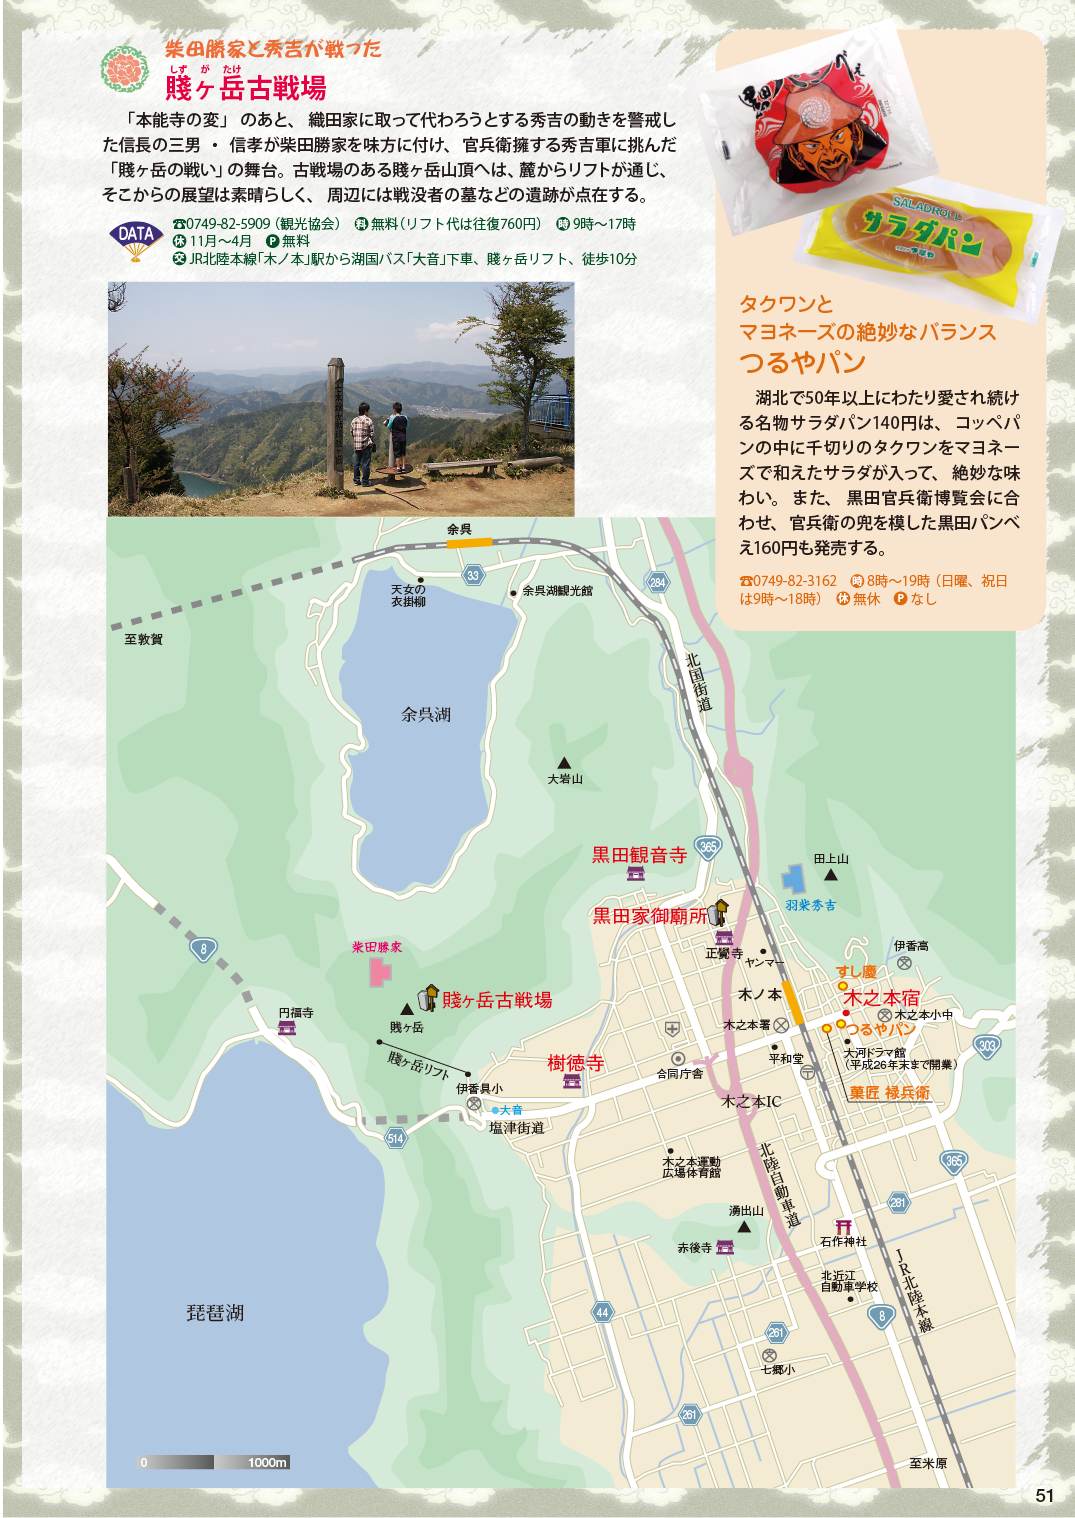 柴田勝家と秀吉が戦った
しず が たけ
賤ヶ岳古戦場
「本能寺の変」 のあと、 織田家に取って代わろうとする秀吉の動きを警戒し
た信長の三男 ・ 信孝が柴田勝家を味方に付け、 官兵衛擁する秀吉軍に挑んだ
「賤ヶ岳の戦い」の舞台。古戦場のある賤ヶ岳山頂へは、麓からリフトが通じ、
そこからの展望は素晴らしく、 周辺には戦没者の墓などの遺跡が点在する。
DATA
☎0749-82-5909（観光協会） 料 無料（リフト代は往復760円） 時 9時〜17時
休 11月〜4月 P 無料
交 JR北陸本線「木ノ本」駅から湖国バス「大音」下車、賤ヶ岳リフト、徒歩10分
黒田
べぇ
SALADROLL
サラダパン
つるや
タクワンと
マヨネーズの絶妙なバランス
つるやパン
湖北で50年以上にわたり愛され続け
る名物サラダパン140円は、 コッペパ
ンの中に千切りのタクワンをマヨネー
ズで和えたサラダが入って、 絶妙な味
わい。 また、 黒田官兵衛博覧会に合
わせ、 官兵衛の兜を模した黒田パンべ
え160円も発売する。
☎0749-82-3162 時 8時〜19時（日曜、祝日
は9時〜18時） 休 無休 P なし
余呉
33
天女の
衣掛柳
余呉湖観光館
284
至敦賀
北国街道
余呉湖
大岩山
黒田観音寺
365
田上山
羽柴秀吉
黒田家御廟所
正覺寺
ヤンマー
伊香高
柴田勝家
8
すし慶
木ノ本
木之本宿
賤ヶ岳古戦場
円福寺
賤ヶ岳
木之本署
木之本小中
つるやパン
303
賤ヶ岳リフト
樹徳寺
合同庁舎
平和堂
大河ドラマ館
（平成26年末まで開業）
伊香具小
菓匠 禄兵衛
木之本IC
大音
塩津街道
514
北陸自動車道
木之本運動
広場体育館
365
281
湧出山
赤後寺
石作神社
JR北陸本線
北近江
自動車学校
琵琶湖
44
8
261
七郷小
261
0 1000m
至米原
51